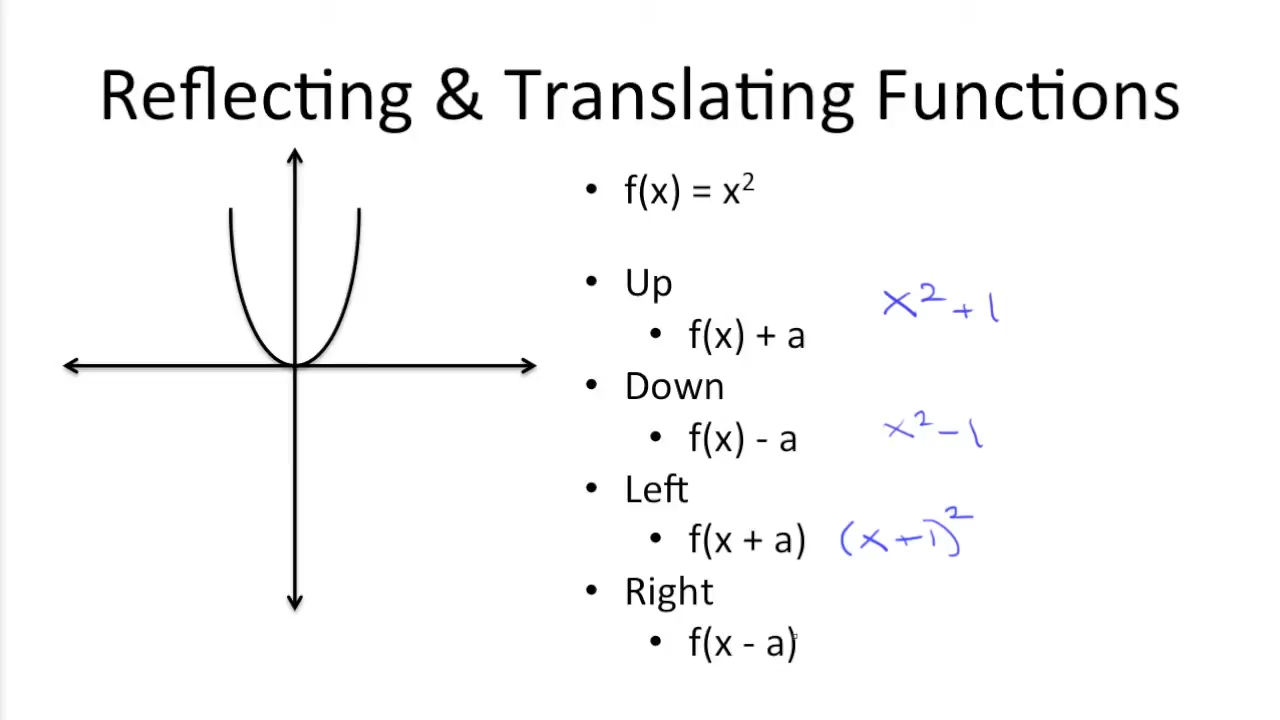 Reflecting & Translating Functions
• f(x) = x²
• Up
x² + 1
• f(x) + a
• Down
• f(x) - a x² - 1
• Left
• f(x + a) (x + 1)²
• Right
• f(x - a)